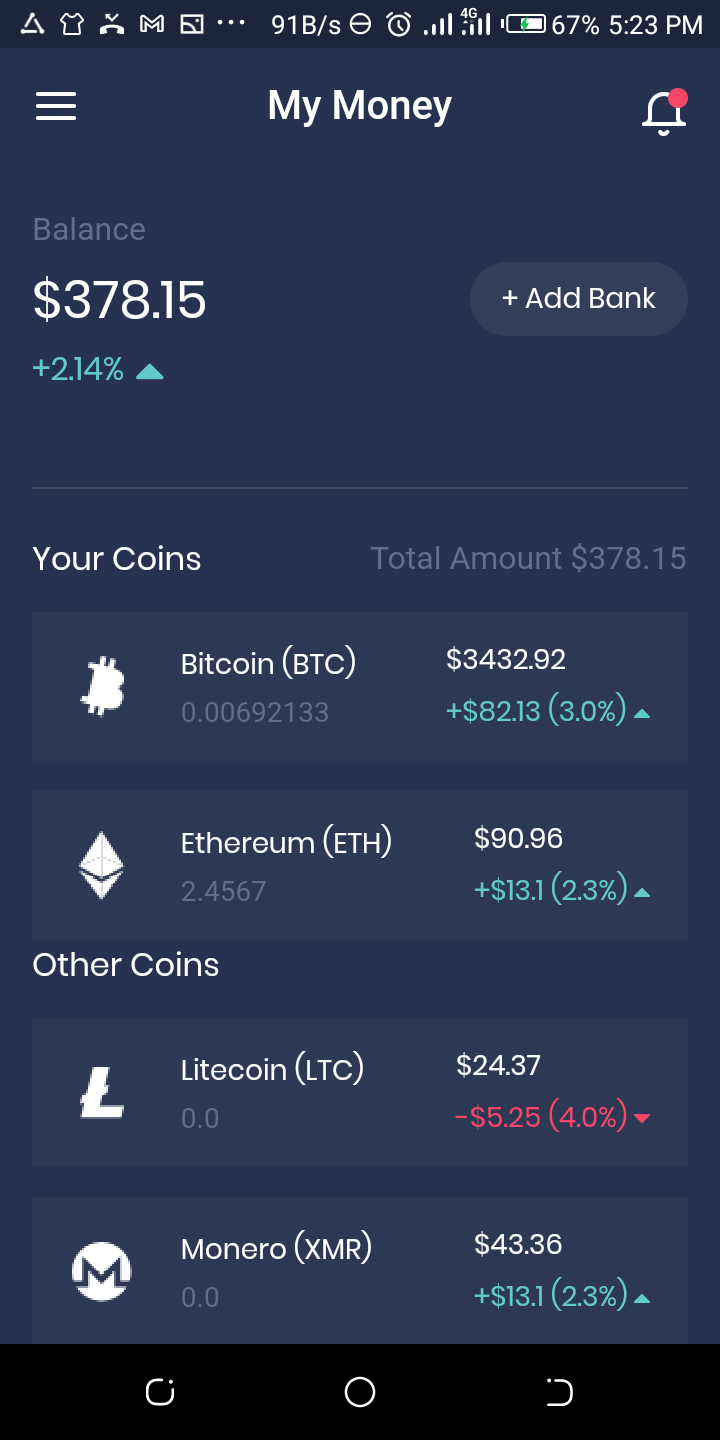 91B/s 4G 67% 5:23 PM
My Money
Balance
$378.15
+ Add Bank
+2.14%
Your Coins Total Amount $378.15
Bitcoin (BTC) $3432.92
0.00692133 +$82.13 (3.0%)
Ethereum (ETH) $90.96
2.4567 +$13.1 (2.3%)
Other Coins
Litecoin (LTC) $24.37
0.0 -$5.25 (4.0%)
Monero (XMR) $43.36
0.0 +$13.1 (2.3%)